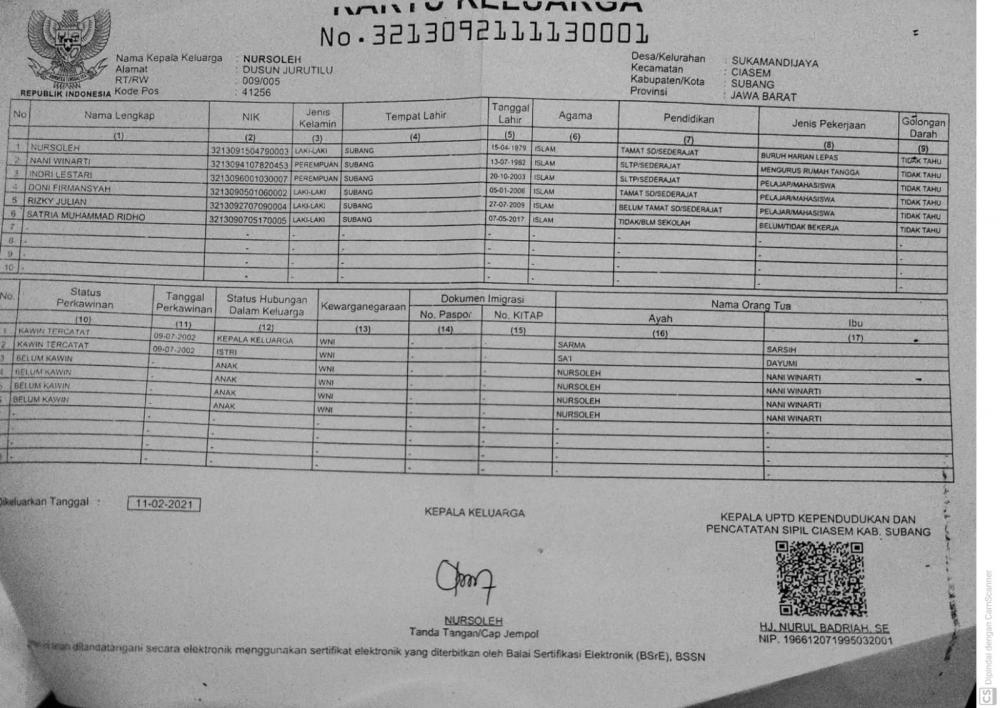 KARTU KELUARGA
No. 3213092111130001
REPUBLIK INDONESIA
Nama Kepala Keluarga : NURSOLEH
Alamat : DUSUN JURUTILU
RT/RW : 009/005
Kode Pos : 41256
Desa/Kelurahan : SUKAMANDIJAYA
Kecamatan : CIASEM
Kabupaten/Kota : SUBANG
Provinsi : JAWA BARAT
No Nama Lengkap NIK Jenis Kelamin Tempat Lahir Tanggal Lahir Agama Pendidikan Jenis Pekerjaan Golongan Darah
(1) (2) (3) (4) (5) (6) (7) (8) (9)
1 NURSOLEH 3213091504790003 LAKI-LAKI SUBANG 15-04-1979 ISLAM TAMAT SD/SEDERAJAT BURUH HARIAN LEPAS TIDAK TAHU
2 NANI WINARTI 3213094107820453 PEREMPUAN SUBANG 13-07-1982 ISLAM SLTP/SEDERAJAT MENGURUS RUMAH TANGGA TIDAK TAHU
3 INDRI LESTARI 3213096001030007 PEREMPUAN SUBANG 20-10-2003 ISLAM SLTP/SEDERAJAT PELAJAR/MAHASISWA TIDAK TAHU
4 DONI FIRMANSYAH 3213090501060002 LAKI-LAKI SUBANG 05-01-2006 ISLAM TAMAT SD/SEDERAJAT PELAJAR/MAHASISWA TIDAK TAHU
5 RIZKY JULIAN 3213092707090004 LAKI-LAKI SUBANG 27-07-2009 ISLAM BELUM TAMAT SD/SEDERAJAT PELAJAR/MAHASISWA TIDAK TAHU
6 SATRIA MUHAMMAD RIDHO 3213090705170005 LAKI-LAKI SUBANG 07-05-2017 ISLAM TIDAK/BLM SEKOLAH BELUM/TIDAK BEKERJA TIDAK TAHU
7 - - - - - - - - -
8 - - - - - - - - -
9 - - - - - - - - -
10 - - - - - - - - -
No. Status Perkawinan Tanggal Perkawinan Status Hubungan Dalam Keluarga Kewarganegaraan Dokumen Imigrasi Nama Orang Tua
No. Paspor No. KITAP Ayah Ibu
(10) (11) (12) (13) (14) (15) (16) (17)
1 KAWIN TERCATAT 09-07-2002 KEPALA KELUARGA WNI - - SARMA SARSIH
2 KAWIN TERCATAT 09-07-2002 ISTRI WNI - - SA'I DAYUMI
3 BELUM KAWIN - ANAK WNI - - NURSOLEH NANI WINARTI
4 BELUM KAWIN - ANAK WNI - - NURSOLEH NANI WINARTI
5 BELUM KAWIN - ANAK WNI - - NURSOLEH NANI WINARTI
6 BELUM KAWIN - ANAK WNI - - NURSOLEH NANI WINARTI
Dikeluarkan Tanggal : 11-02-2021
KEPALA KELUARGA
NURSOLEH
Tanda Tangan/Cap Jempol
KEPALA UPTD KEPENDUDUKAN DAN
PENCATATAN SIPIL CIASEM KAB. SUBANG
HJ. NURUL BADRIAH, SE
NIP. 196612071995032001
ditandatangani secara elektronik menggunakan sertifikat elektronik yang diterbitkan oleh Balai Sertifikasi Elektronik (BSrE), BSSN
CS Dipindai dengan CamScanner